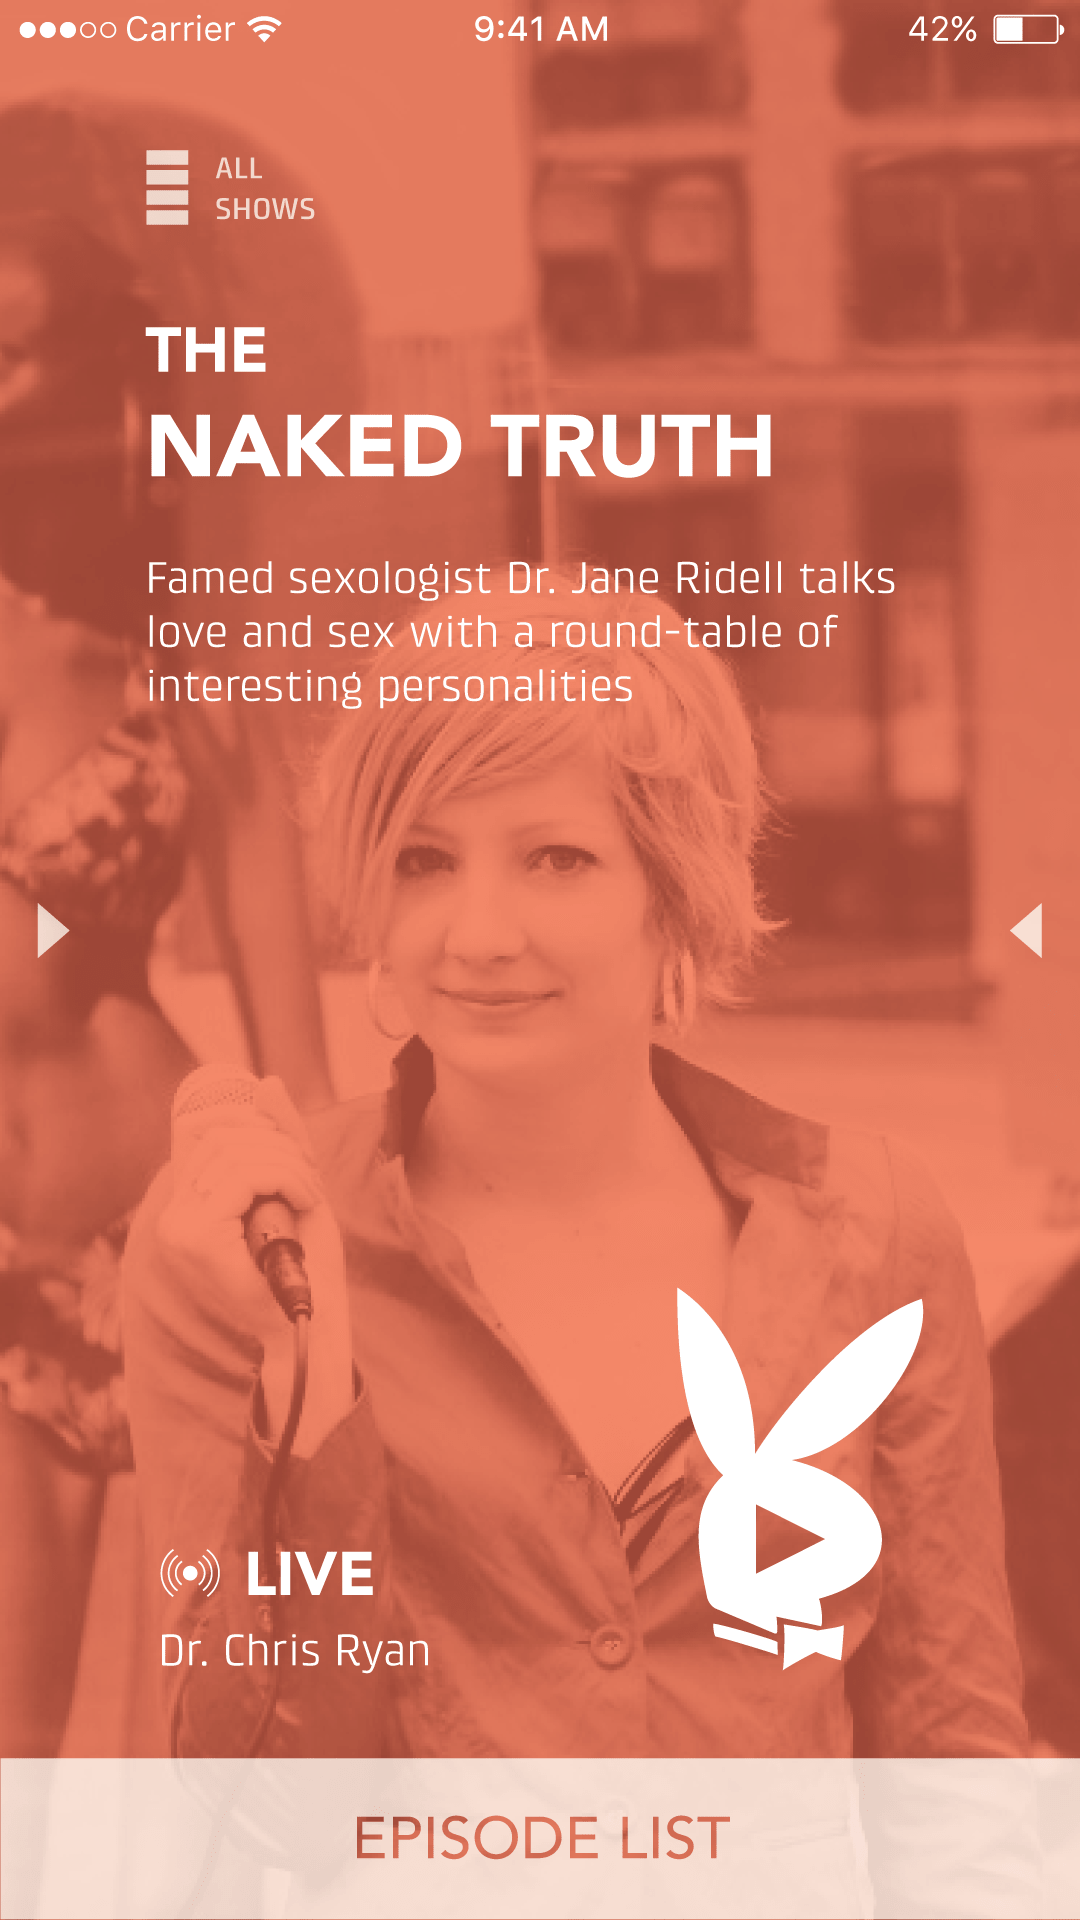 Carrier 9:41 AM 42%
ALL
SHOWS
THE
NAKED TRUTH
Famed sexologist Dr. Jane Ridell talks
love and sex with a round-table of
interesting personalities
LIVE
Dr. Chris Ryan
EPISODE LIST